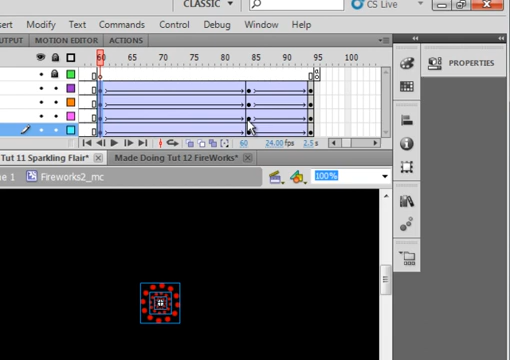 CLASSIC CS Live
sert Modify Text Commands Control Debug Window Help
UTPUT MOTION EDITOR ACTIONS
60 65 70 75 80 85 90 95 100
PROPERTIES
a
60 24.00 fps 2.5 s
Tut 11 Sparkling Flair* × Made Doing Tut 12 FireWorks* ×
ne 1 Fireworks2_mc 100%